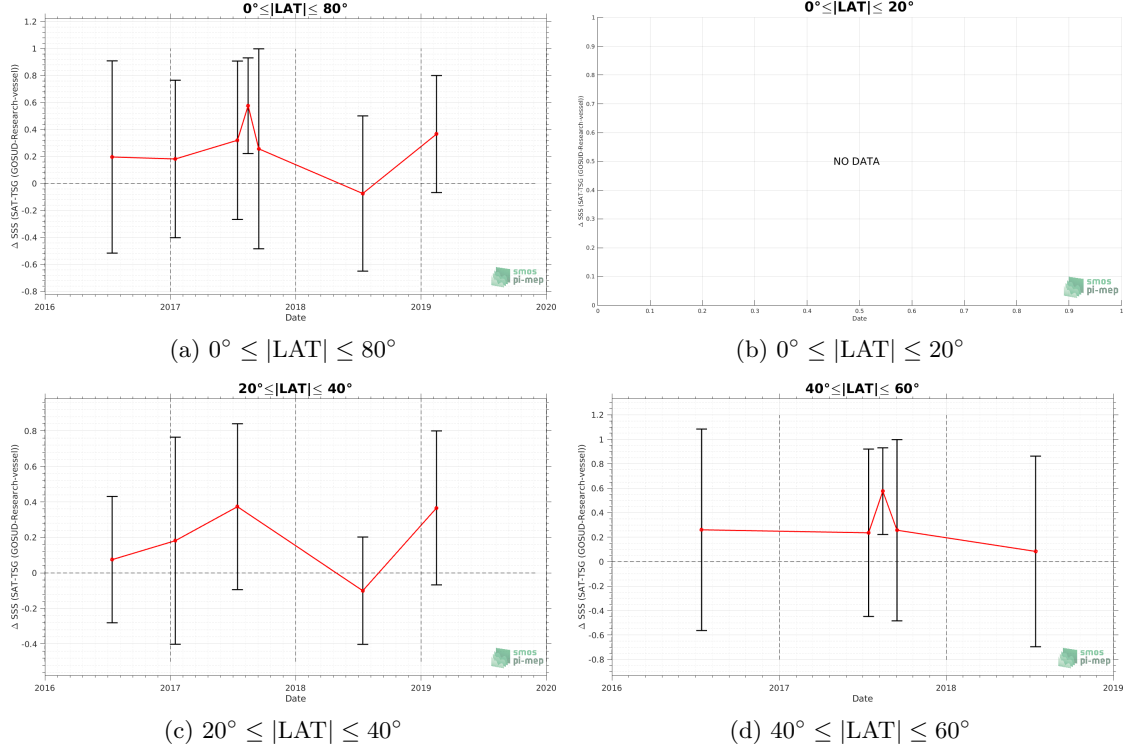 0°≤|LAT|≤ 80°
1.2
1
0.8
0.6
0.4
0.2
0
-0.2
-0.4
-0.6
-0.8
Δ SSS (SAT-TSG (GOSUD-Research-vessel))
2016 2017 2018 2019 2020
Date
smos
pi-mep
(a) 0° ≤ |LAT| ≤ 80°
0°≤|LAT|≤ 20°
1
0.9
0.8
0.7
0.6
0.5
0.4
0.3
0.2
0.1
0
Δ SSS (SAT-TSG (GOSUD-Research-vessel))
NO DATA
0 0.1 0.2 0.3 0.4 0.5 0.6 0.7 0.8 0.9 1
Date
smos
pi-mep
(b) 0° ≤ |LAT| ≤ 20°
20°≤|LAT|≤ 40°
0.8
0.6
0.4
0.2
0
-0.2
-0.4
Δ SSS (SAT-TSG (GOSUD-Research-vessel))
2016 2017 2018 2019 2020
Date
smos
pi-mep
(c) 20° ≤ |LAT| ≤ 40°
40°≤|LAT|≤ 60°
1.2
1
0.8
0.6
0.4
0.2
0
-0.2
-0.4
-0.6
-0.8
Δ SSS (SAT-TSG (GOSUD-Research-vessel))
2016 2017 2018 2019
Date
smos
pi-mep
(d) 40° ≤ |LAT| ≤ 60°